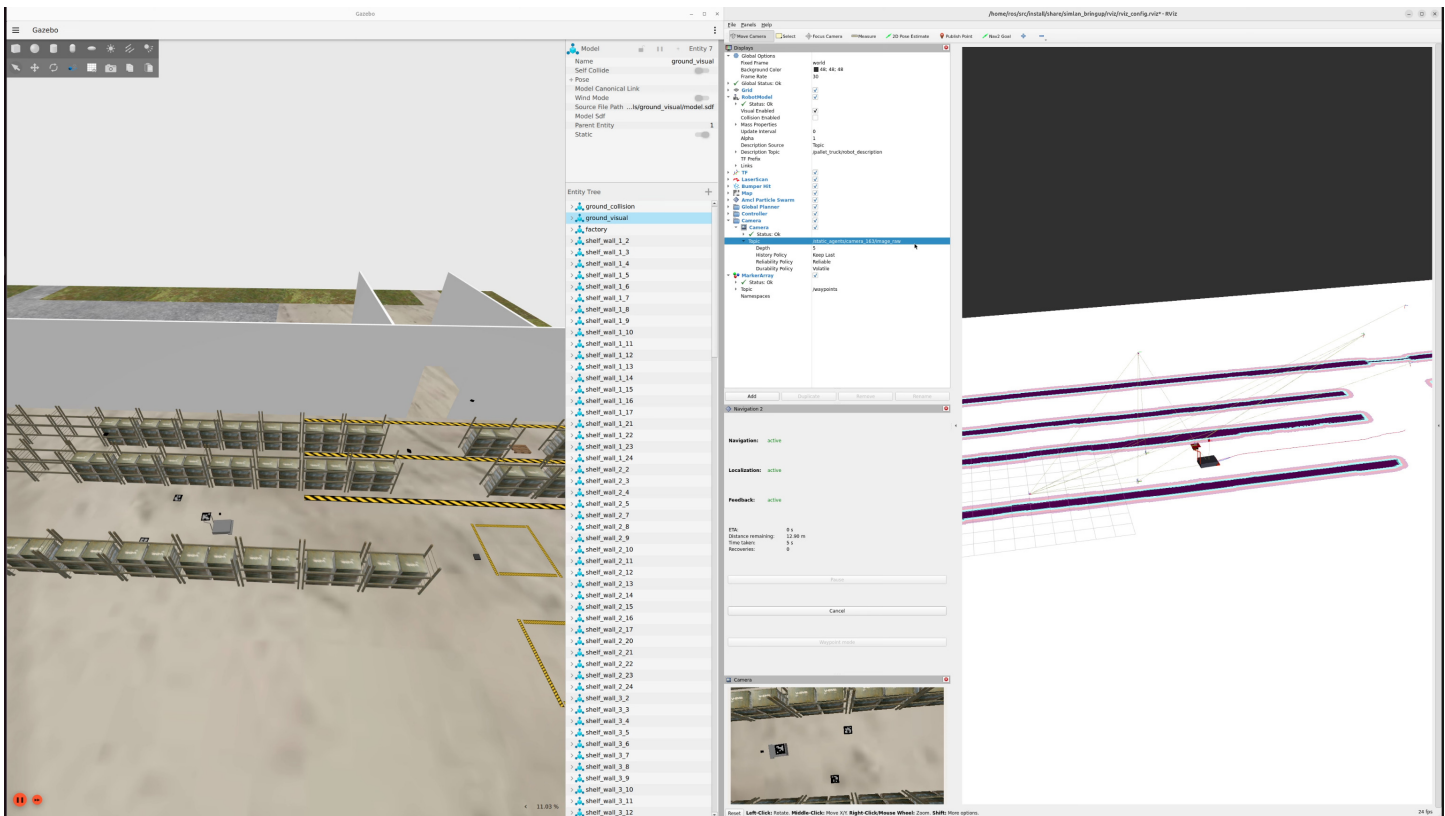 Gazebo
Gazebo
Model
Entity 7
Name ground_visual
Self Collide
Pose
Model Canonical Link
Wind Mode
Source File Path ...ls/ground_visual/model.sdf
Model Sdf
Parent Entity 1
Static
Entity Tree
ground_collision
ground_visual
factory
shelf_wall_1_2
shelf_wall_1_3
shelf_wall_1_4
shelf_wall_1_5
shelf_wall_1_6
shelf_wall_1_7
shelf_wall_1_8
shelf_wall_1_9
shelf_wall_1_10
shelf_wall_1_11
shelf_wall_1_12
shelf_wall_1_13
shelf_wall_1_14
shelf_wall_1_15
shelf_wall_1_16
shelf_wall_1_17
shelf_wall_1_21
shelf_wall_1_22
shelf_wall_1_23
shelf_wall_1_24
shelf_wall_2_2
shelf_wall_2_3
shelf_wall_2_4
shelf_wall_2_5
shelf_wall_2_7
shelf_wall_2_8
shelf_wall_2_9
shelf_wall_2_10
shelf_wall_2_11
shelf_wall_2_12
shelf_wall_2_13
shelf_wall_2_14
shelf_wall_2_15
shelf_wall_2_16
shelf_wall_2_17
shelf_wall_2_20
shelf_wall_2_21
shelf_wall_2_22
shelf_wall_2_23
shelf_wall_2_24
shelf_wall_3_2
shelf_wall_3_3
shelf_wall_3_4
shelf_wall_3_5
shelf_wall_3_6
shelf_wall_3_7
shelf_wall_3_8
shelf_wall_3_9
shelf_wall_3_10
shelf_wall_3_11
shelf_wall_3_12
11.83 %
/home/ros/src/install/share/simlan_bringup/rviz/rviz_config.rviz* - RViz
File Panels Help
Move Camera Select Focus Camera Measure 2D Pose Estimate Publish Point Nav2 Goal
Displays
Global Options
Fixed Frame world
Background Color 48; 48; 48
Frame Rate 30
Global Status: Ok
Grid
RobotModel
Status: Ok
Visual Enabled
Collision Enabled
Mass Properties
Update Interval 0
Alpha 1
Description Source Topic
Description Topic /pallet_truck/robot_description
TF Prefix
Links
TF
LaserScan
Bumper Hit
Map
Amcl Particle Swarm
Global Planner
Controller
Camera
Camera
Status: Ok
Topic /static_agents/camera_163/image_raw
Depth 5
History Policy Keep Last
Reliability Policy Reliable
Durability Policy Volatile
MarkerArray
Status: Ok
Topic /waypoints
Namespaces
Add Duplicate Remove Rename
Navigation 2
Navigation: active
Localization: active
Feedback: active
ETA: 0 s
Distance remaining: 12.90 m
Time taken: 5 s
Recoveries: 0
Pause
Cancel
Waypoint mode
Camera
Reset Left-Click: Rotate. Middle-Click: Move X/Y. Right-Click/Mouse Wheel: Zoom. Shift: More options.
24 fps